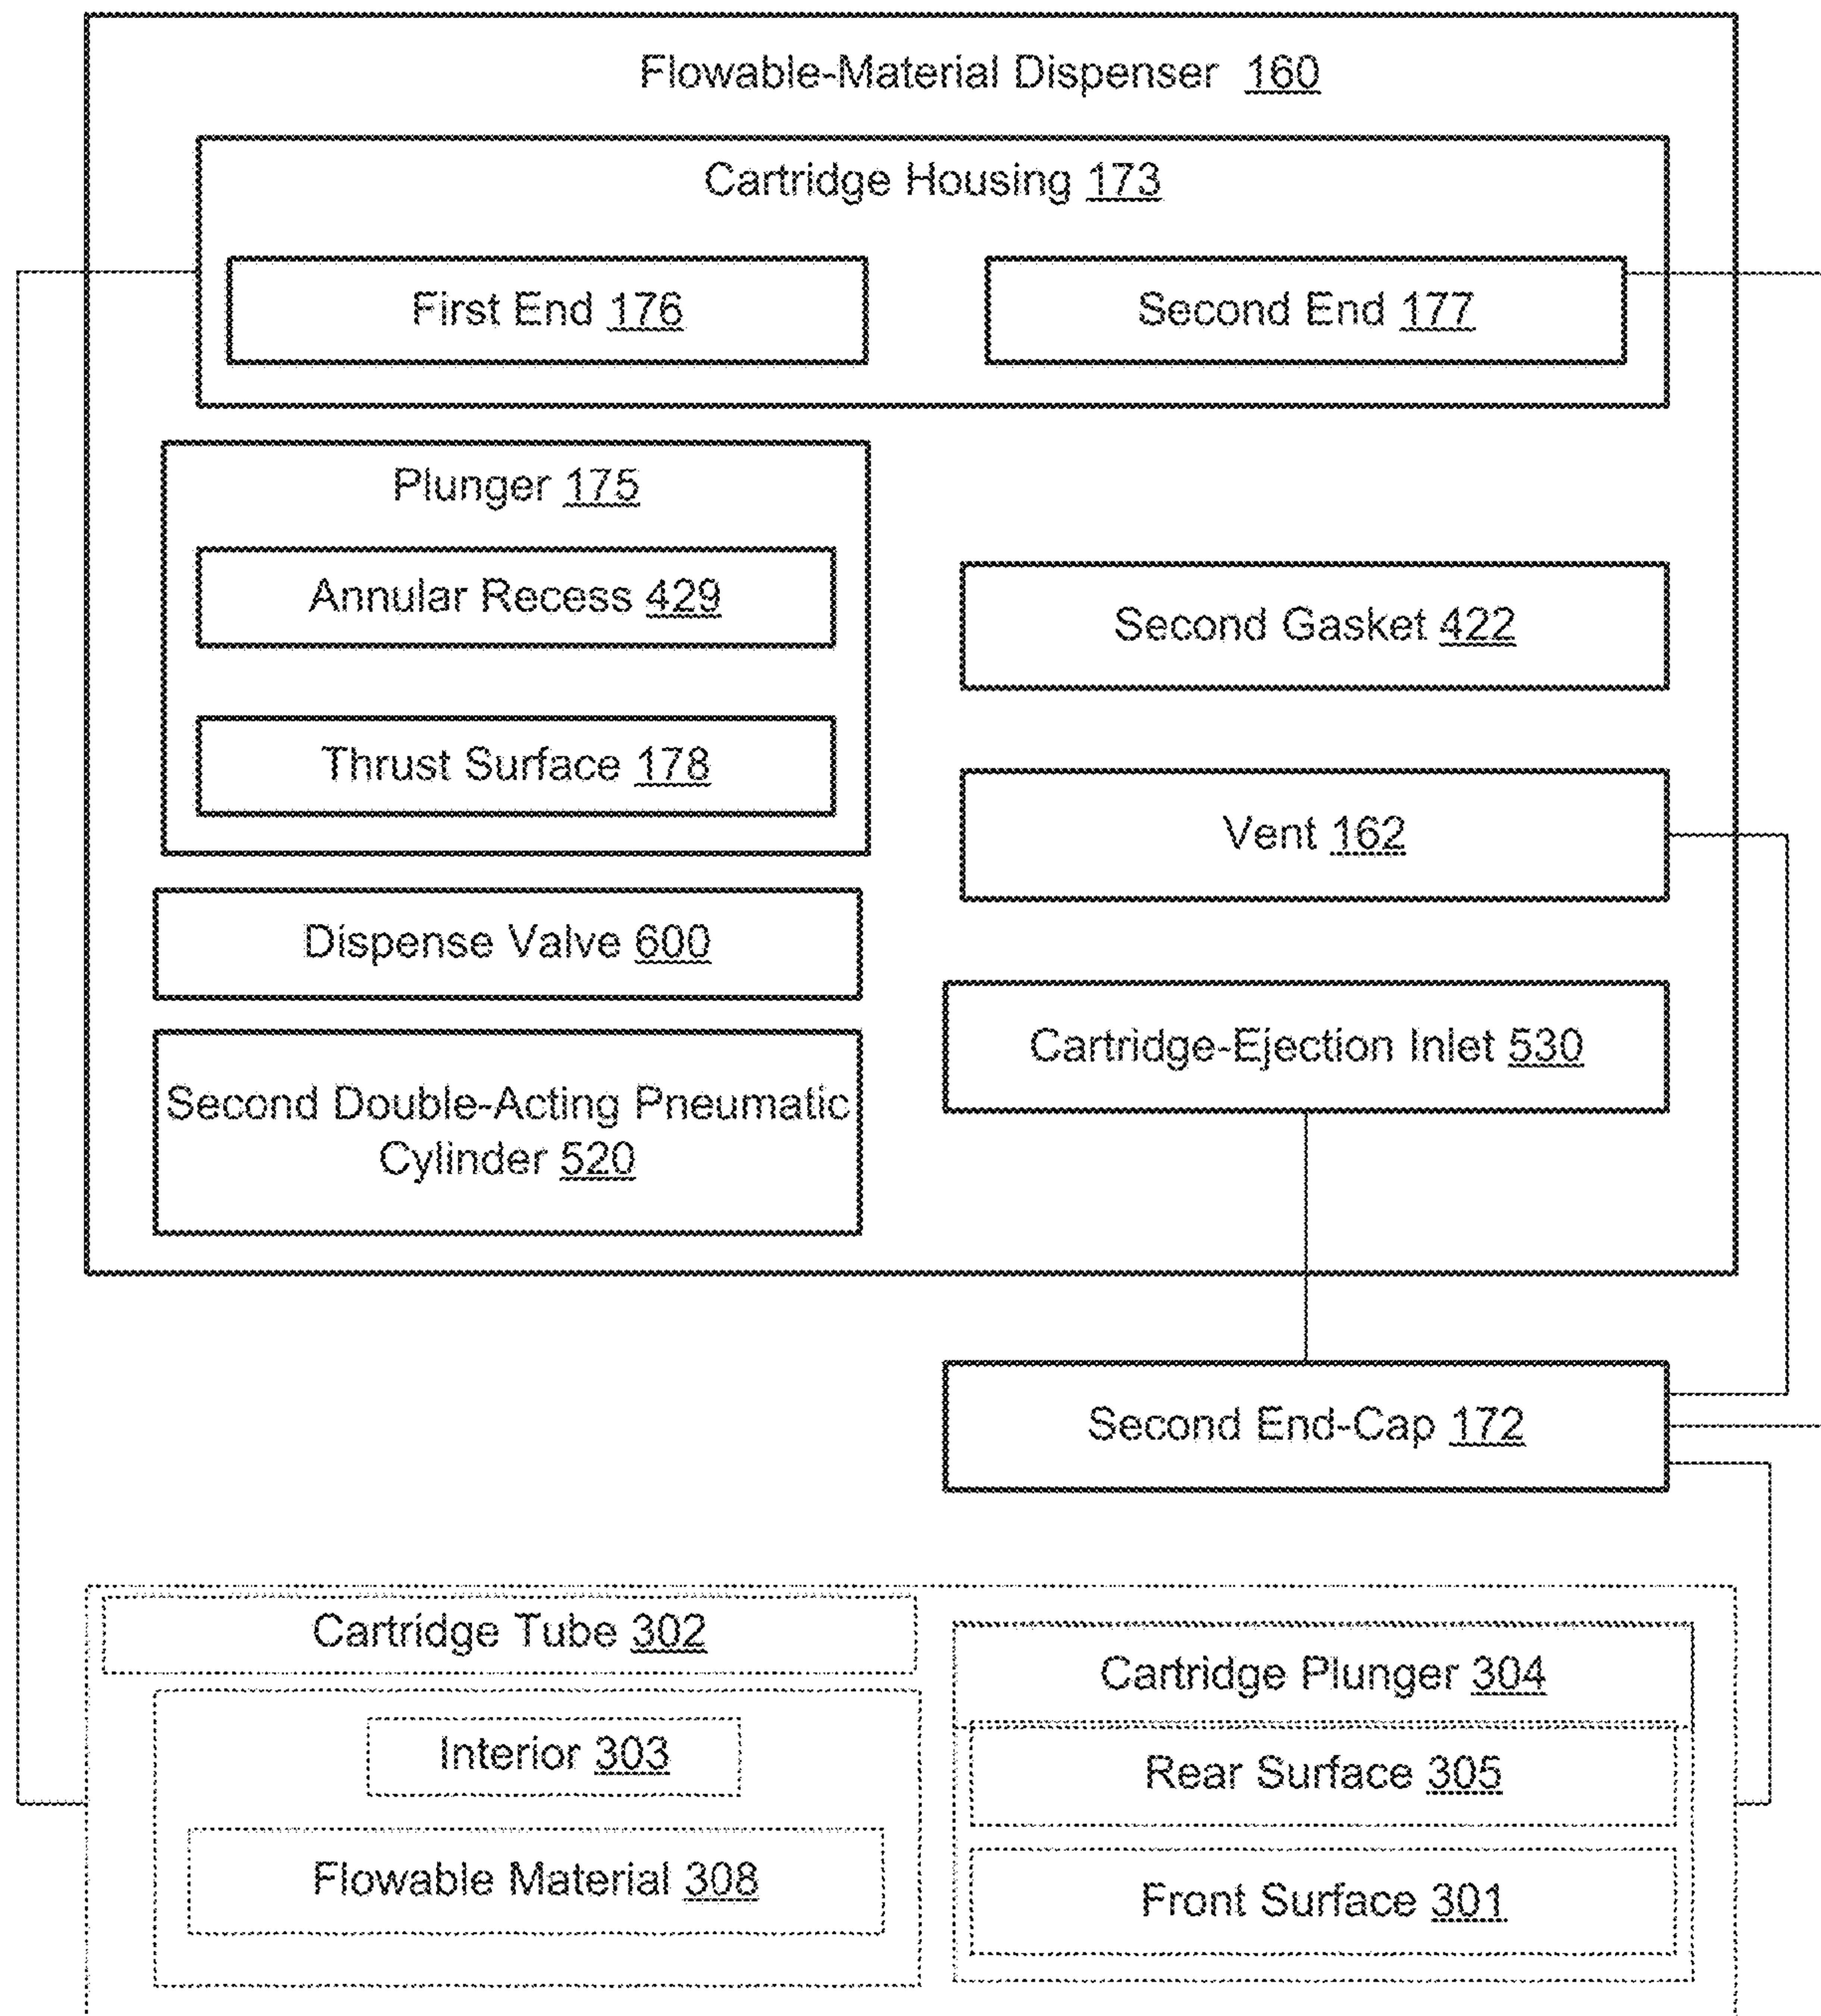 Flowable-Material Dispenser 160
Cartridge Housing 173
First End 176
Second End 177
Plunger 175
Annular Recess 429
Thrust Surface 178
Second Gasket 422
Vent 162
Dispense Valve 600
Cartridge-Ejection Inlet 530
Second Double-Acting Pneumatic
Cylinder 520
Second End-Cap 172
Cartridge Tube 302
Interior 303
Flowable Material 308
Cartridge Plunger 304
Rear Surface 305
Front Surface 301